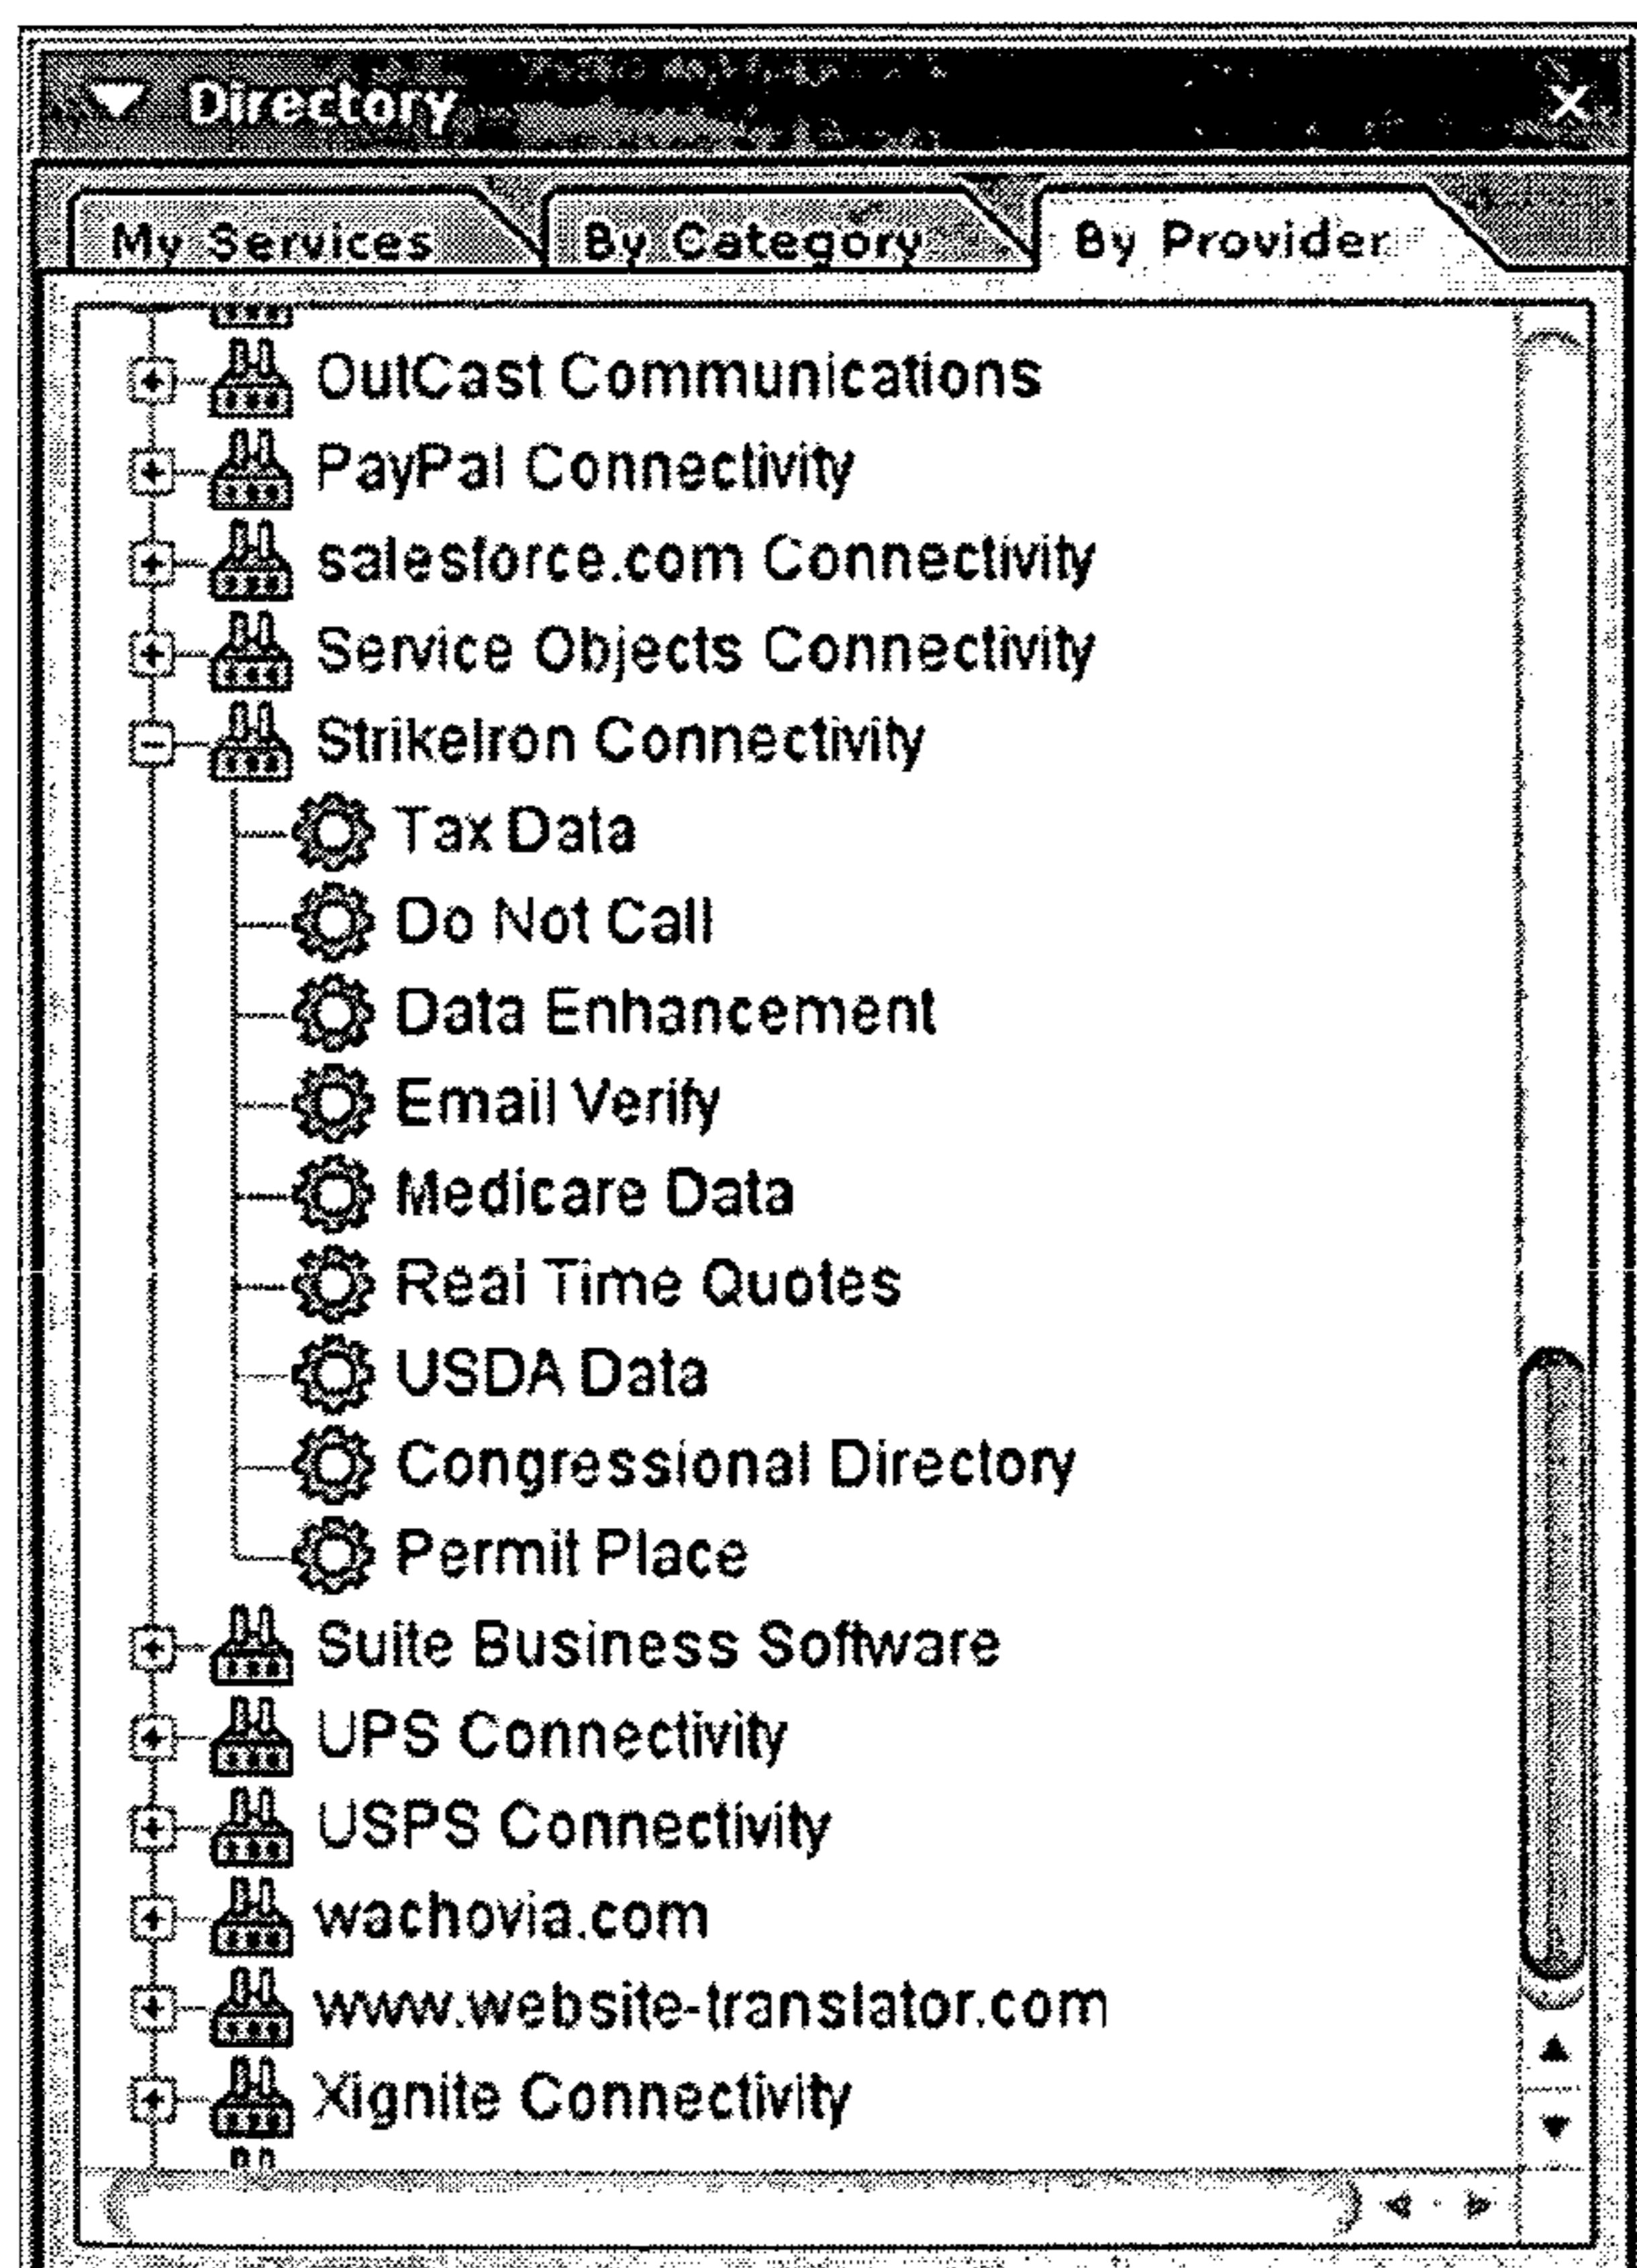 Directory
My Services By Category By Provider
OutCast Communications
PayPal Connectivity
salesforce.com Connectivity
Service Objects Connectivity
StrikeIron Connectivity
Tax Data
Do Not Call
Data Enhancement
Email Verify
Medicare Data
Real Time Quotes
USDA Data
Congressional Directory
Permit Place
Suite Business Software
UPS Connectivity
USPS Connectivity
wachovia.com
www.website-translator.com
Xignite Connectivity